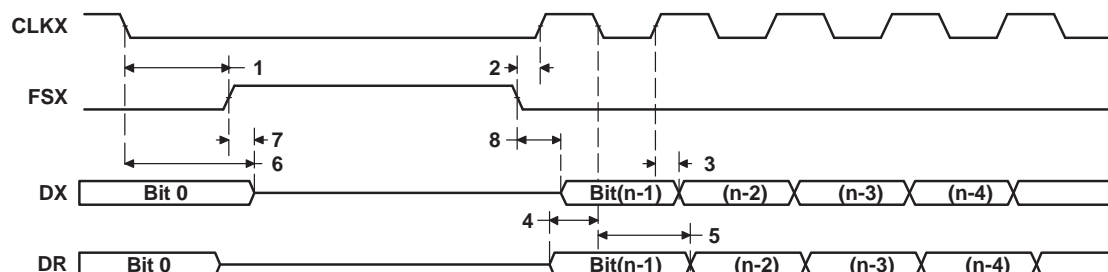 CLKX
1 2
FSX
7 8
6 3
DX Bit 0 Bit(n-1) (n-2) (n-3) (n-4)
4 5
DR Bit 0 Bit(n-1) (n-2) (n-3) (n-4)